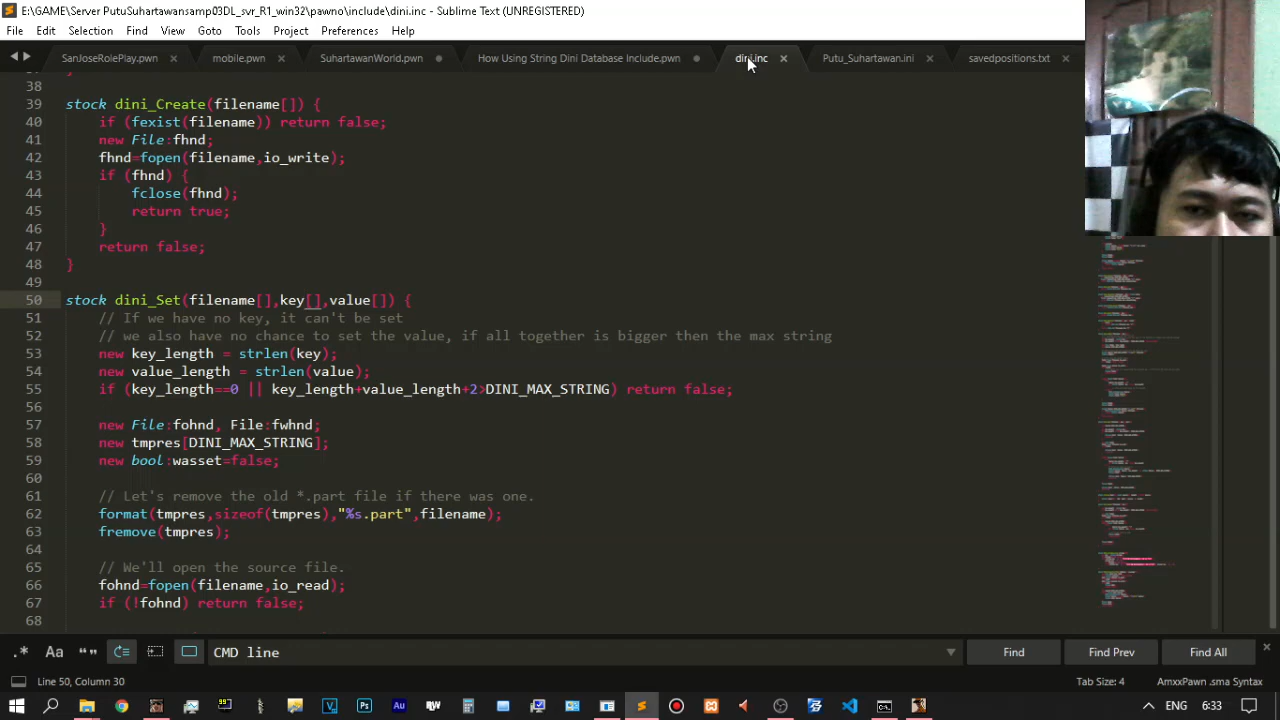 E:\GAME\Server PutuSuhartawansamp03DL_svr_R1_win32\pawno\include\dini.inc - Sublime Text (UNREGISTERED)
File Edit Selection Find View Goto Tools Project Preferences Help
SanJoseRolePlay.pwn mobile.pwn SuhartawanWorld.pwn How Using String Dini Database Include.pwn dini.inc Putu_Suhartawan.ini savedpositions.txt
38
39 stock dini_Create(filename[]) {
40 if (fexist(filename)) return false;
41 new File:fhnd;
42 fhnd=fopen(filename,io_write);
43 if (fhnd) {
44 fclose(fhnd);
45 return true;
46 }
47 return false;
48 }
49
50 stock dini_Set(filename[],key[],value[]) {
51 // If we have no key, it can't be set
52 // we also have no chance to set the value, if all together is bigger then the max string
53 new key_length = strlen(key);
54 new value_length = strlen(value);
55 if (key_length==0 || key_length+value_length+2>DINI_MAX_STRING) return false;
56
57 new File:fohnd, File:fwhnd;
58 new tmpres[DINI_MAX_STRING];
59 new bool:wasset=false;
60
61 // Let's remove the old *.part file if there was one.
62 format(tmpres,sizeof(tmpres),"%s.part",filename);
63 fremove(tmpres);
64
65 // We'll open the source file.
66 fohnd=fopen(filename,io_read);
67 if (!fohnd) return false;
68
.* Aa “” CMD line Find Find Prev Find All
Line 50, Column 30 Tab Size: 4 AmxxPawn .sma Syntax
Ps Au RW ENG 6:33